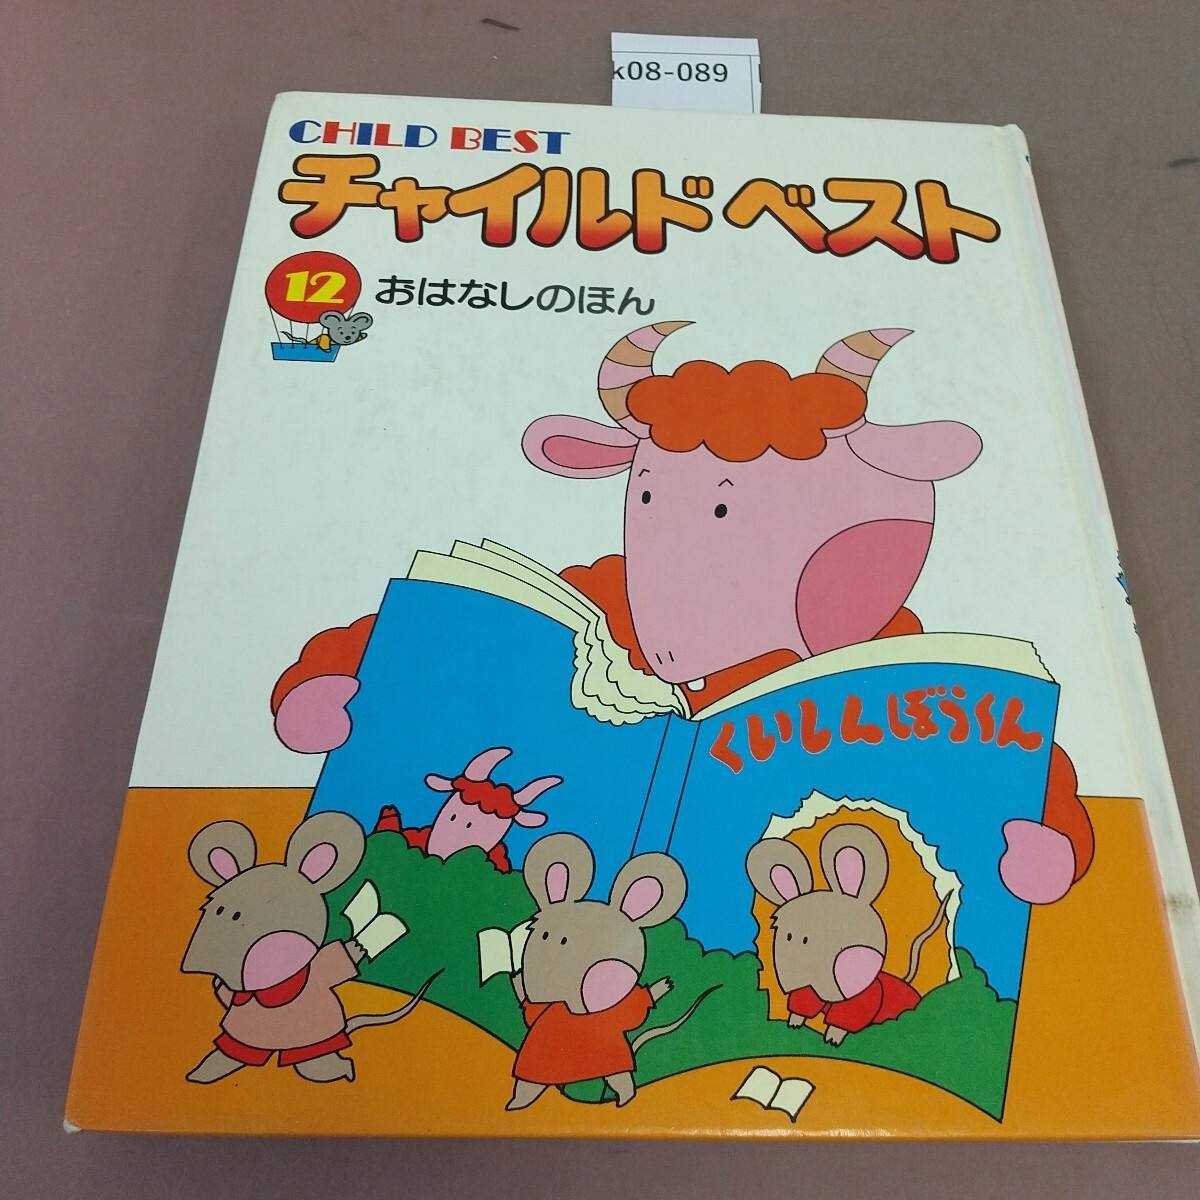 k08-089
CHILD BEST
チャイルドベスト
12
おはなしのほん
くいしんぼうくん